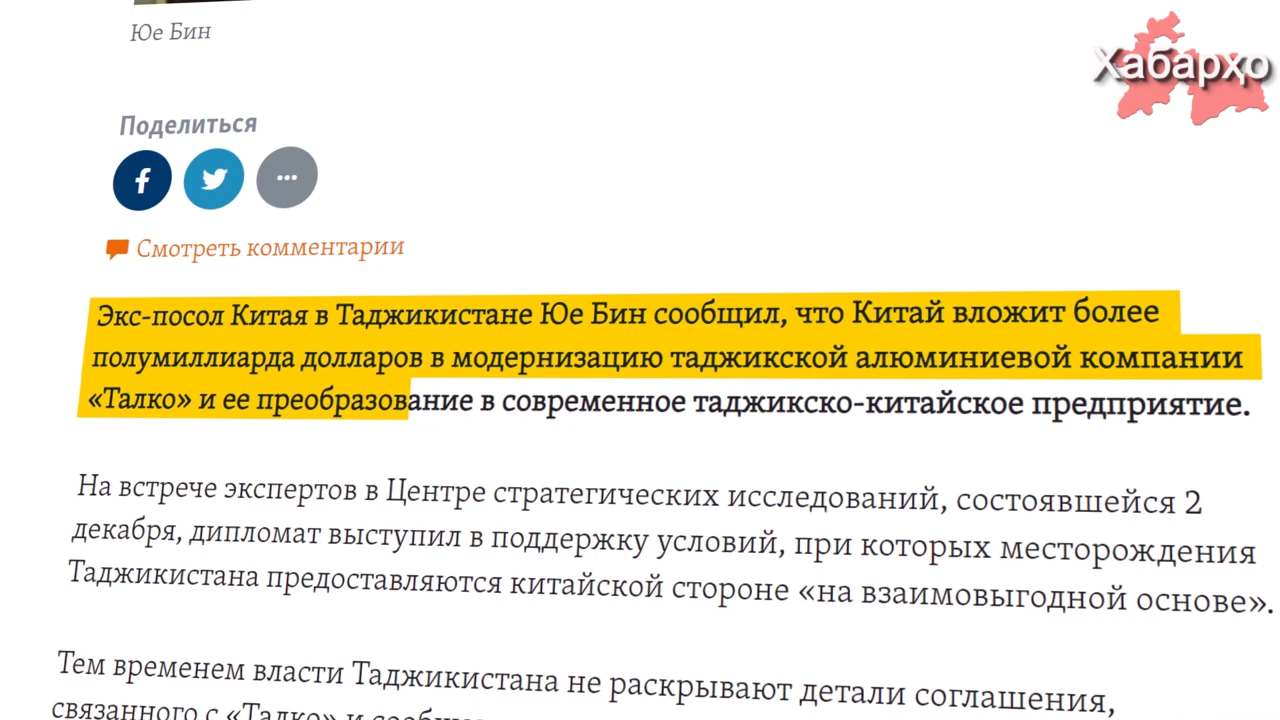 Юе Бин
Хабарҳо
Поделиться
Смотреть комментарии
Экс-посол Китая в Таджикистане Юе Бин сообщил, что Китай вложит более
полумиллиарда долларов в модернизацию таджикской алюминиевой компании
«Талко» и ее преобразование в современное таджикско-китайское предприятие.
На встрече экспертов в Центре стратегических исследований, состоявшейся 2
декабря, дипломат выступил в поддержку условий, при которых месторождения
Таджикистана предоставляются китайской стороне «на взаимовыгодной основе».
Тем временем власти Таджикистана не раскрывают детали соглашения,
связанного с «Талко» и